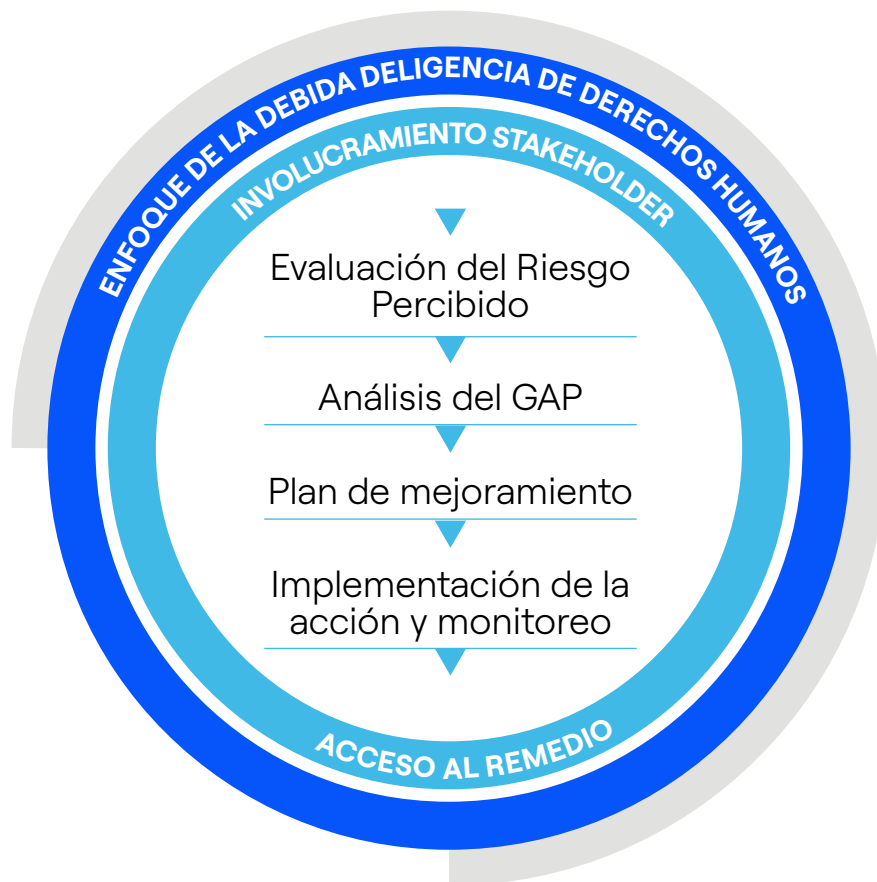 ENFOQUE DE LA DEBIDA DELIGENCIA DE DERECHOS HUMANOS
INVOLUCRAMIENTO STAKEHOLDER
Evaluación del Riesgo
Percibido
Análisis del GAP
Plan de mejoramiento
Implementación de la
acción y monitoreo
ACCESO AL REMEDIO